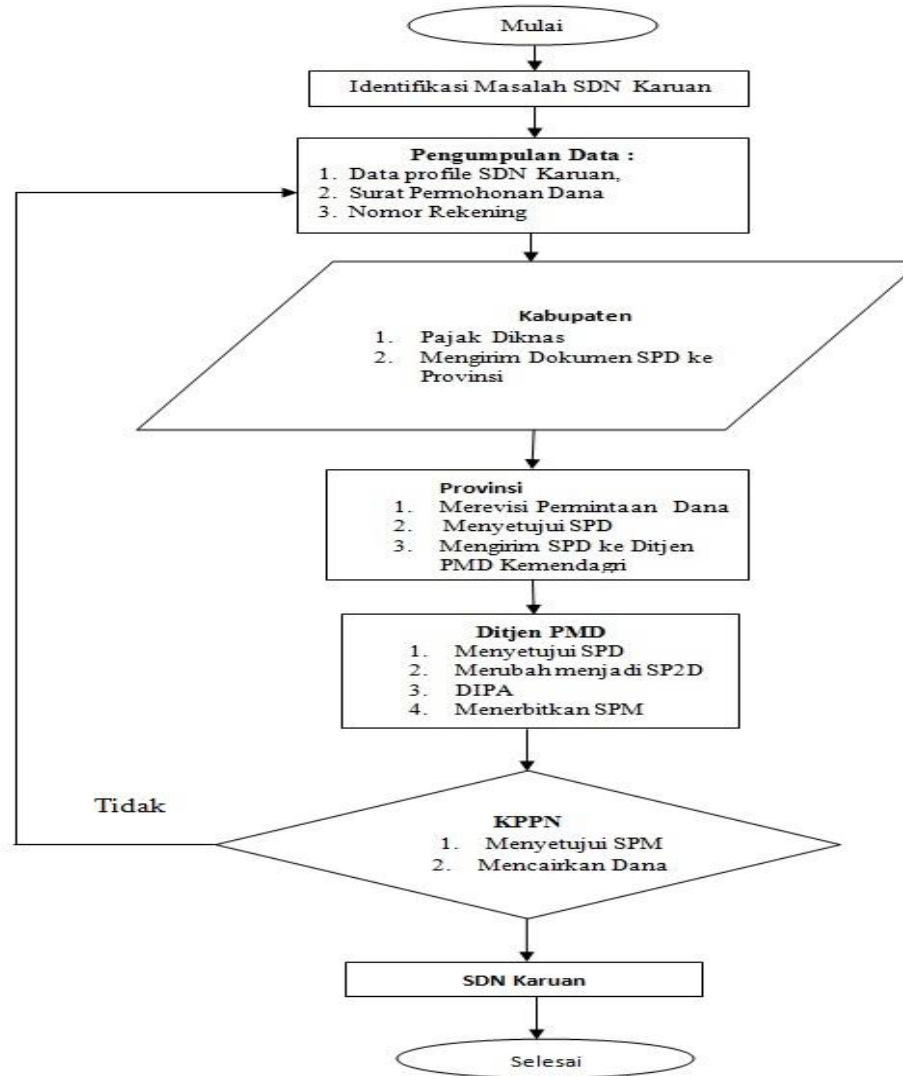 Mulai
Identifikasi Masalah SDN Karuan
Pengumpulan Data :
1. Data profile SDN Karuan,
2. Surat Permohonan Dana
3. Nomor Rekening
Kabupaten
1. Pajak Diknas
2. Mengirim Dokumen SPD ke
Provinsi
Provinsi
1. Merevisi Permintaan Dana
2. Menyetujui SPD
3. Mengirim SPD ke Ditjen
PMD Kemendagri
Ditjen PMD
1. Menyetujui SPD
2. Merubah menjadi SP2D
3. DIPA
4. Menerbitkan SPM
Tidak
KPPN
1. Menyetujui SPM
2. Mencairkan Dana
SDN Karuan
Selesai